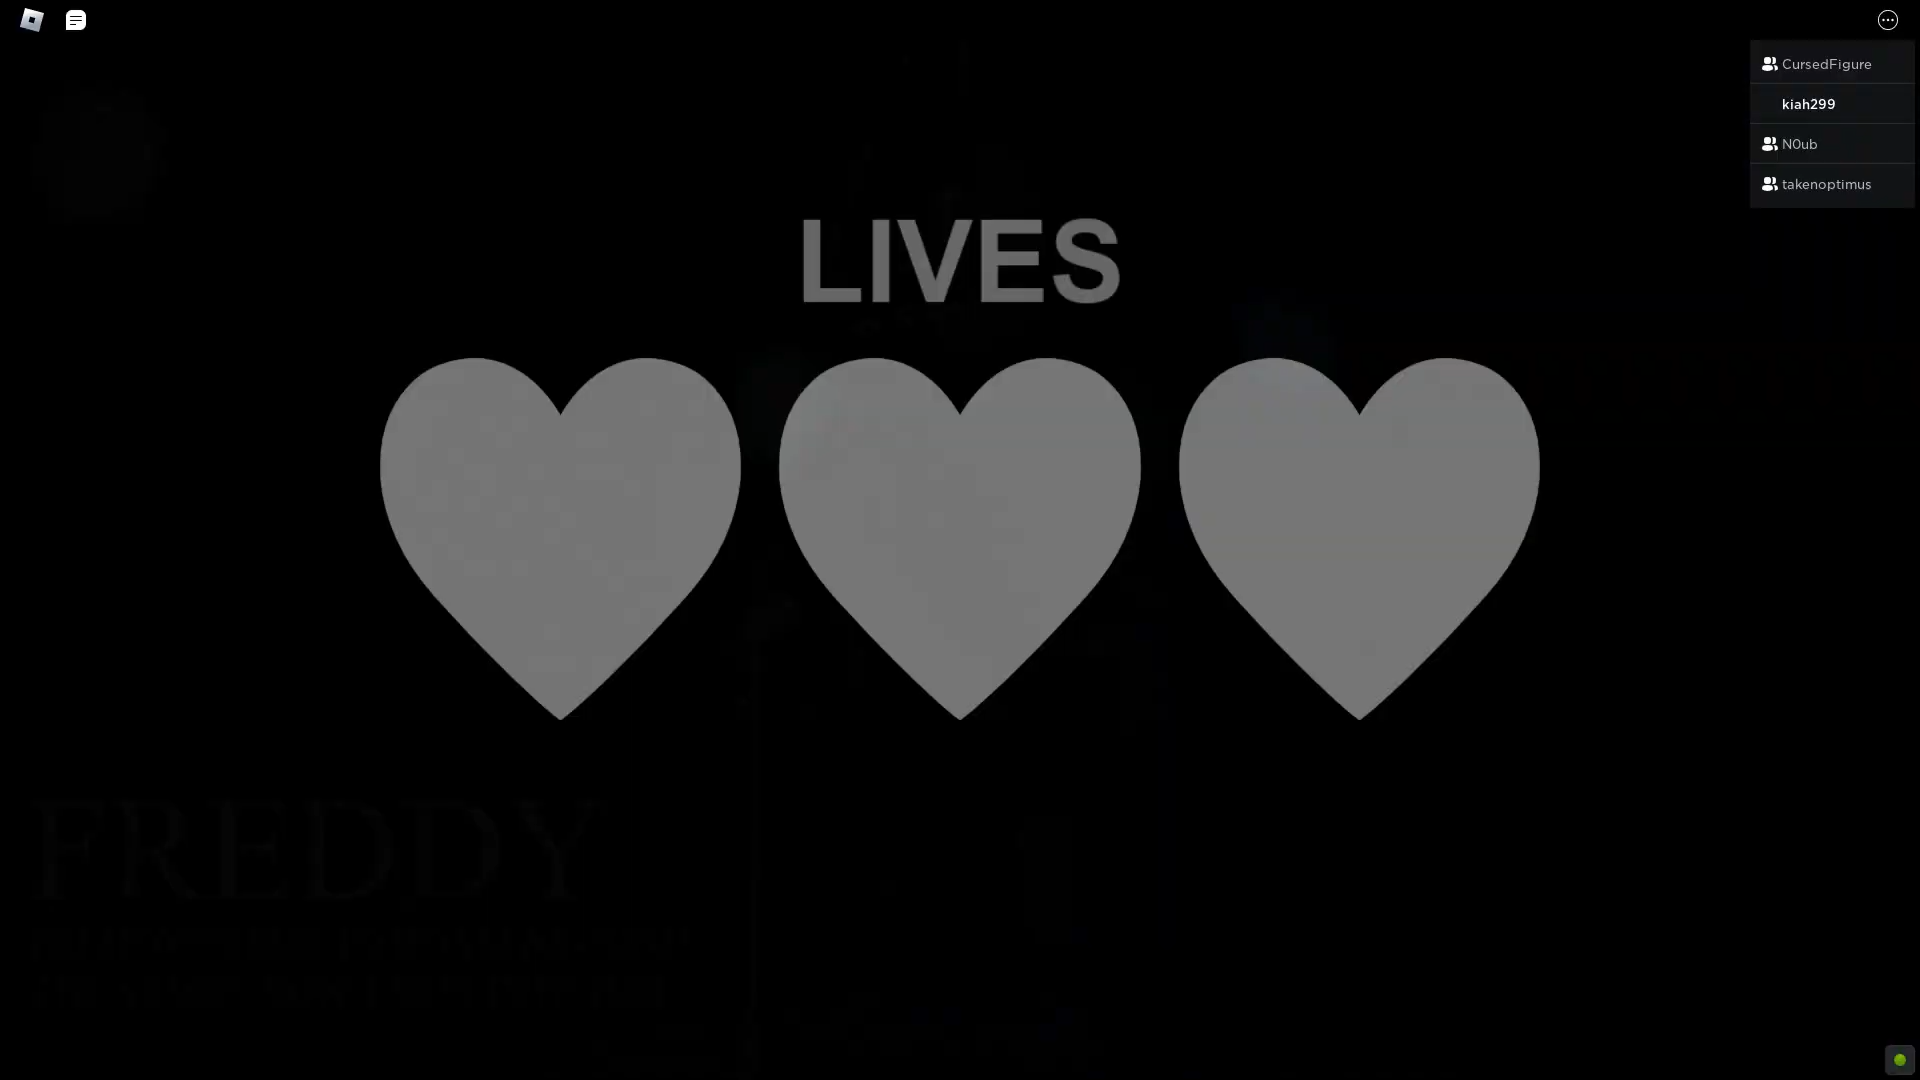 CursedFigure
kiah299
N0ub
takenoptimus
LIVES
FREDDY